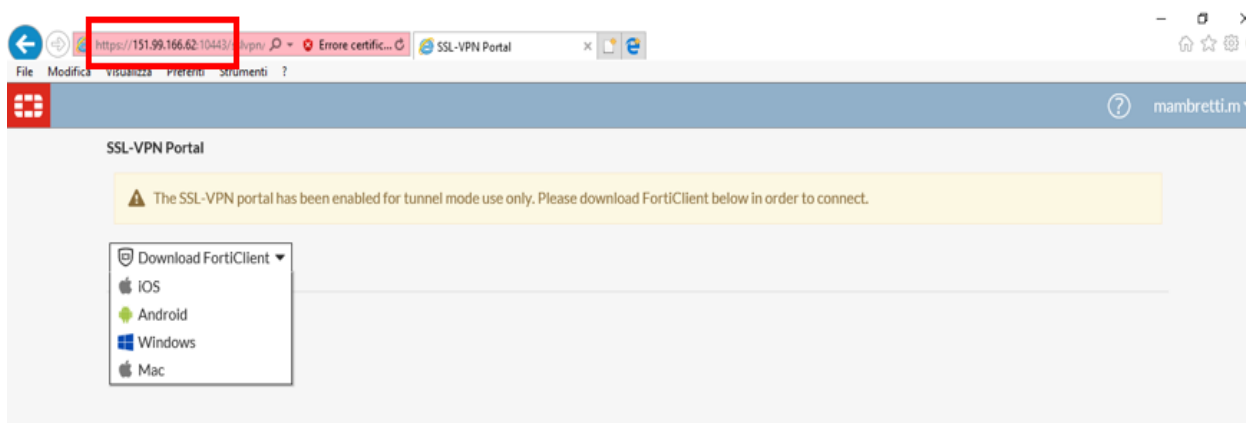 https://151.99.166.62:10443/sslvpn/ Errore certific... SSL-VPN Portal
File Modifica Visualizza Preferiti Strumenti ?
? mambretti.m
SSL-VPN Portal
The SSL-VPN portal has been enabled for tunnel mode use only. Please download FortiClient below in order to connect.
Download FortiClient
iOS
Android
Windows
Mac